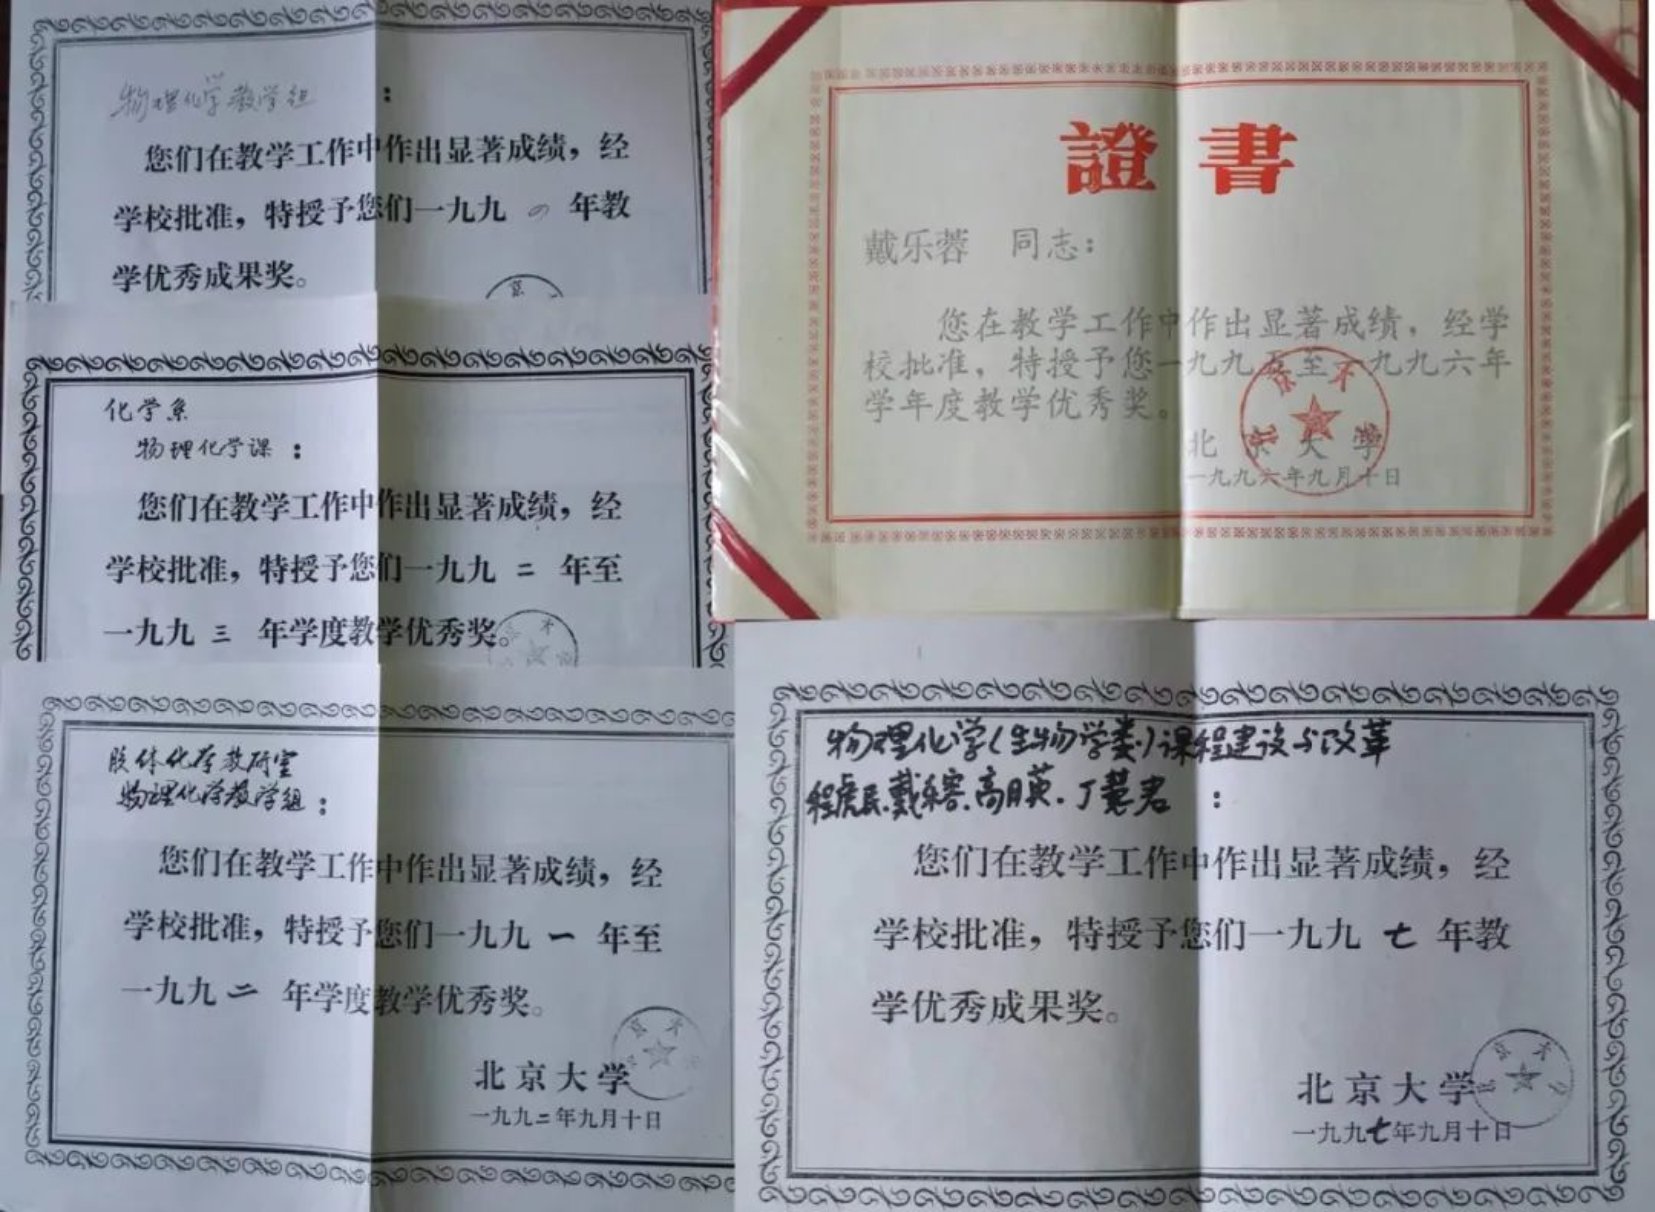 物理化学教学组：
您们在教学工作中作出显著成绩，经
学校批准，特授予您们一九九〇年教
学优秀成果奖。
化学系
物理化学课：
您们在教学工作中作出显著成绩，经
学校批准，特授予您们一九九二年至
一九九三年学度教学优秀奖。
胶体化学教研室
物理化学教学组：
您们在教学工作中作出显著成绩，经
学校批准，特授予您们一九九一年至
一九九二年学度教学优秀奖。
北京大学
一九九二年九月十日
證書
戴乐蓉 同志：
您在教学工作中作出显著成绩，经学
校批准，特授予您一九九五至一九九六年
学年度教学优秀奖。
北京大学
一九九六年九月十日
物理化学(生物学类)课程建设与改革
程虎民.戴乐蓉.高月英.丁慧君：
您们在教学工作中作出显著成绩，经
学校批准，特授予您们一九九七年教
学优秀成果奖。
北京大学
一九九七年九月十日